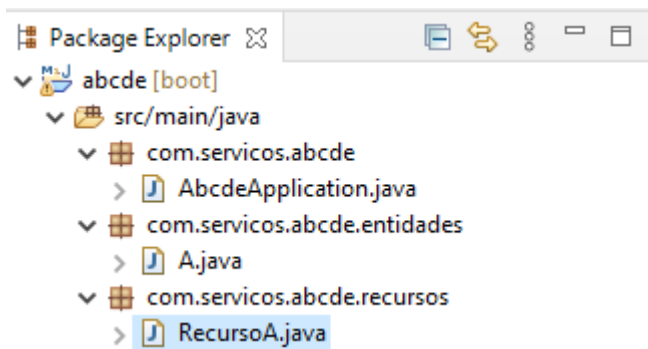 Package Explorer
abcde [boot]
src/main/java
com.servicos.abcde
AbcdeApplication.java
com.servicos.abcde.entidades
A.java
com.servicos.abcde.recursos
RecursoA.java